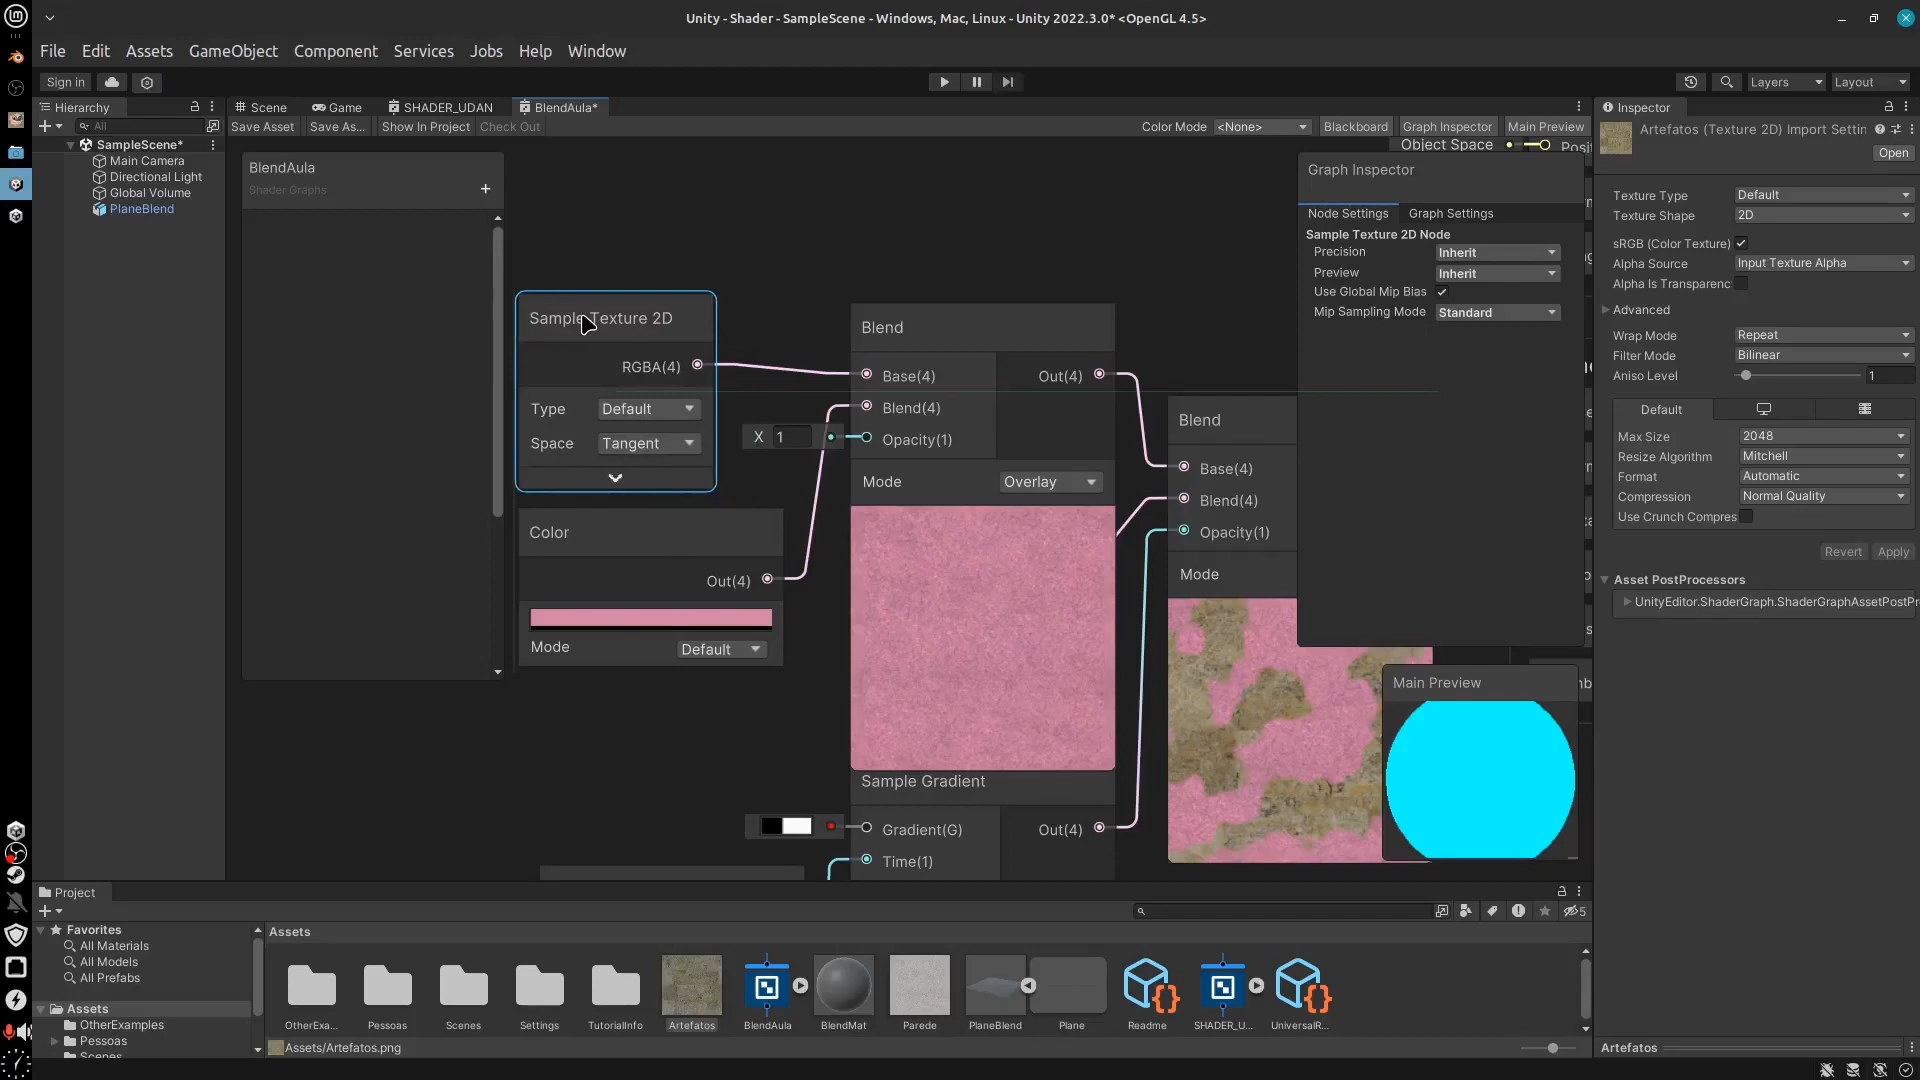 Unity - Shader - SampleScene - Windows, Mac, Linux - Unity 2022.3.0* <OpenGL 4.5>
File Edit Assets GameObject Component Services Jobs Help Window
Sign in
Layers Layout
Hierarchy
All
SampleScene*
Main Camera
Directional Light
Global Volume
PlaneBlend
Scene Game SHADER_UDAN BlendAula*
Save Asset Save As... Show In Project Check Out
Color Mode <None> Blackboard Graph Inspector Main Preview
BlendAula
Shader Graphs
Object Space
Sample Texture 2D
RGBA(4)
Type Default
Space Tangent
Color
Out(4)
Mode Default
X 1
Blend
Base(4) Out(4)
Blend(4)
Opacity(1)
Mode Overlay
Sample Gradient
Gradient(G) Out(4)
Time(1)
Blend
Base(4)
Blend(4)
Opacity(1)
Mode
Graph Inspector
Node Settings Graph Settings
Sample Texture 2D Node
Precision Inherit
Preview Inherit
Use Global Mip Bias
Mip Sampling Mode Standard
Main Preview
Inspector
Artefatos (Texture 2D) Import Settin
Open
Texture Type Default
Texture Shape 2D
sRGB (Color Texture)
Alpha Source Input Texture Alpha
Alpha Is Transparenc
Advanced
Wrap Mode Repeat
Filter Mode Bilinear
Aniso Level 1
Default
Max Size 2048
Resize Algorithm Mitchell
Format Automatic
Compression Normal Quality
Use Crunch Compres
Revert Apply
Asset PostProcessors
UnityEditor.ShaderGraph.ShaderGraphAssetPostPr
Project
5
Favorites
All Materials
All Models
All Prefabs
Assets
OtherExamples
Pessoas
Scenes
Assets
OtherExa... Pessoas Scenes Settings TutorialInfo Artefatos BlendAula BlendMat Parede PlaneBlend Plane Readme SHADER_U... UniversalR...
Assets/Artefatos.png
Artefatos